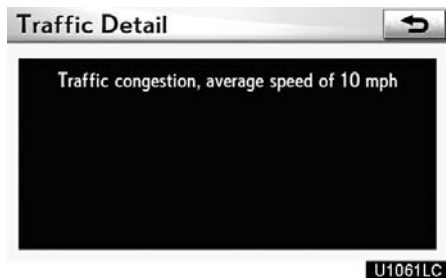 Traffic Detail
Traffic congestion, average speed of 10 mph
U1061LC